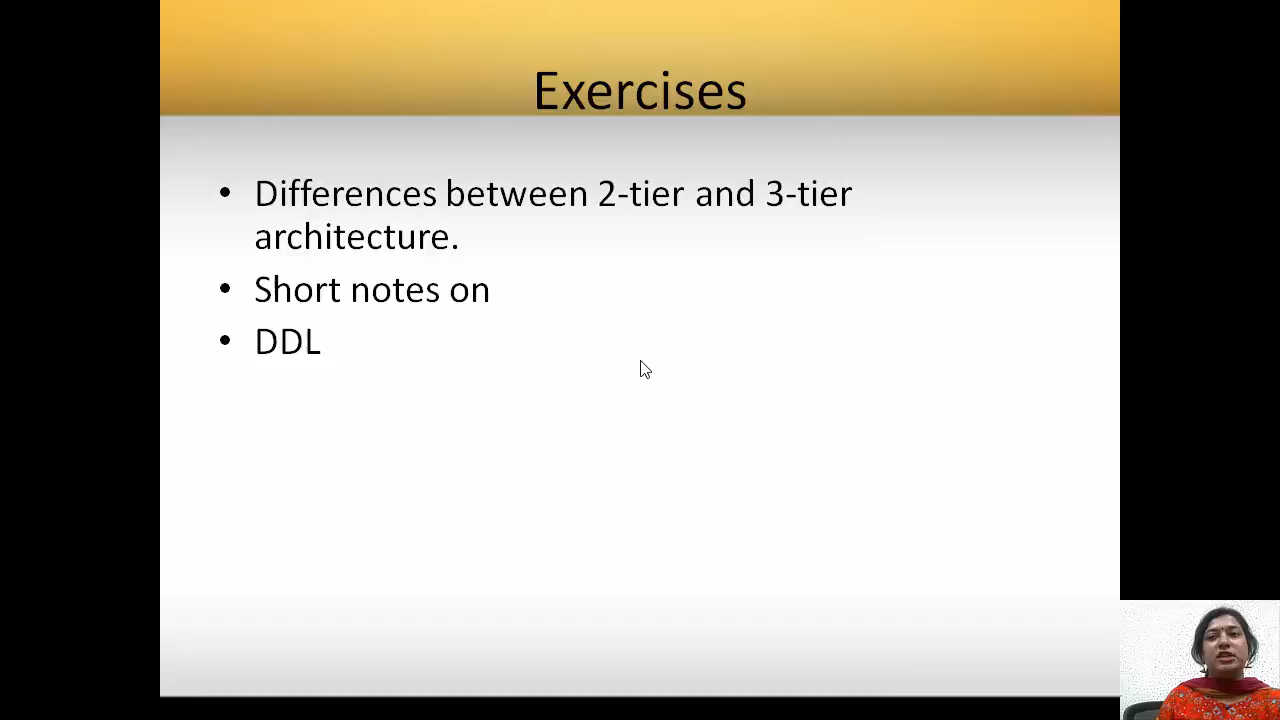 Exercises
• Differences between 2-tier and 3-tier
architecture.
• Short notes on
• DDL